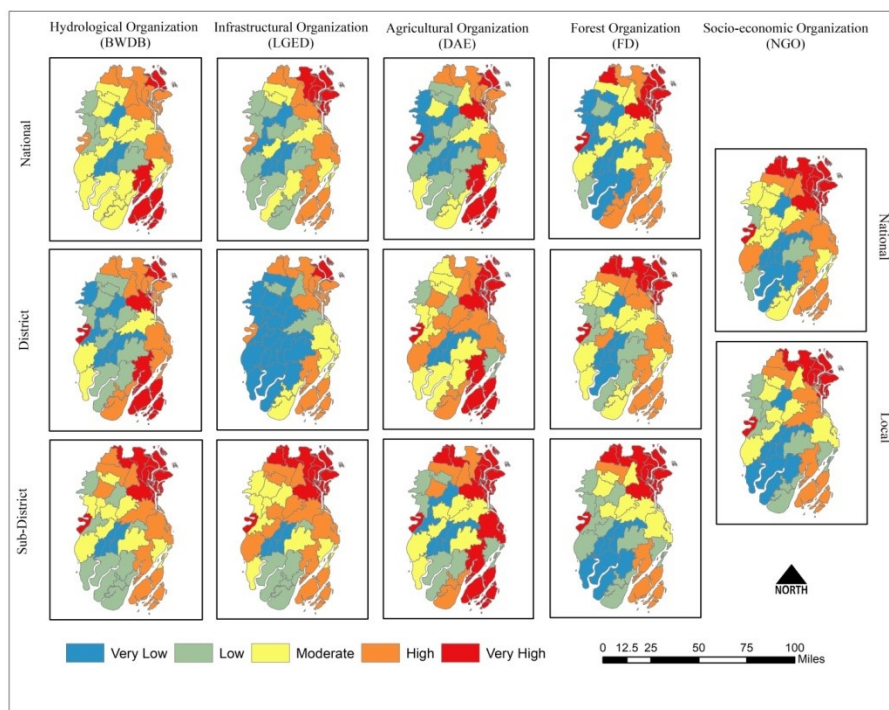 Hydrological Organization
(BWDB)
Infrastructural Organization
(LGED)
Agricultural Organization
(DAE)
Forest Organization
(FD)
Socio-economic Organization
(NGO)
National
District
Sub-District
National
Local
NORTH
Very Low
Low
Moderate
High
Very High
0 12.5 25 50 75 100
Miles